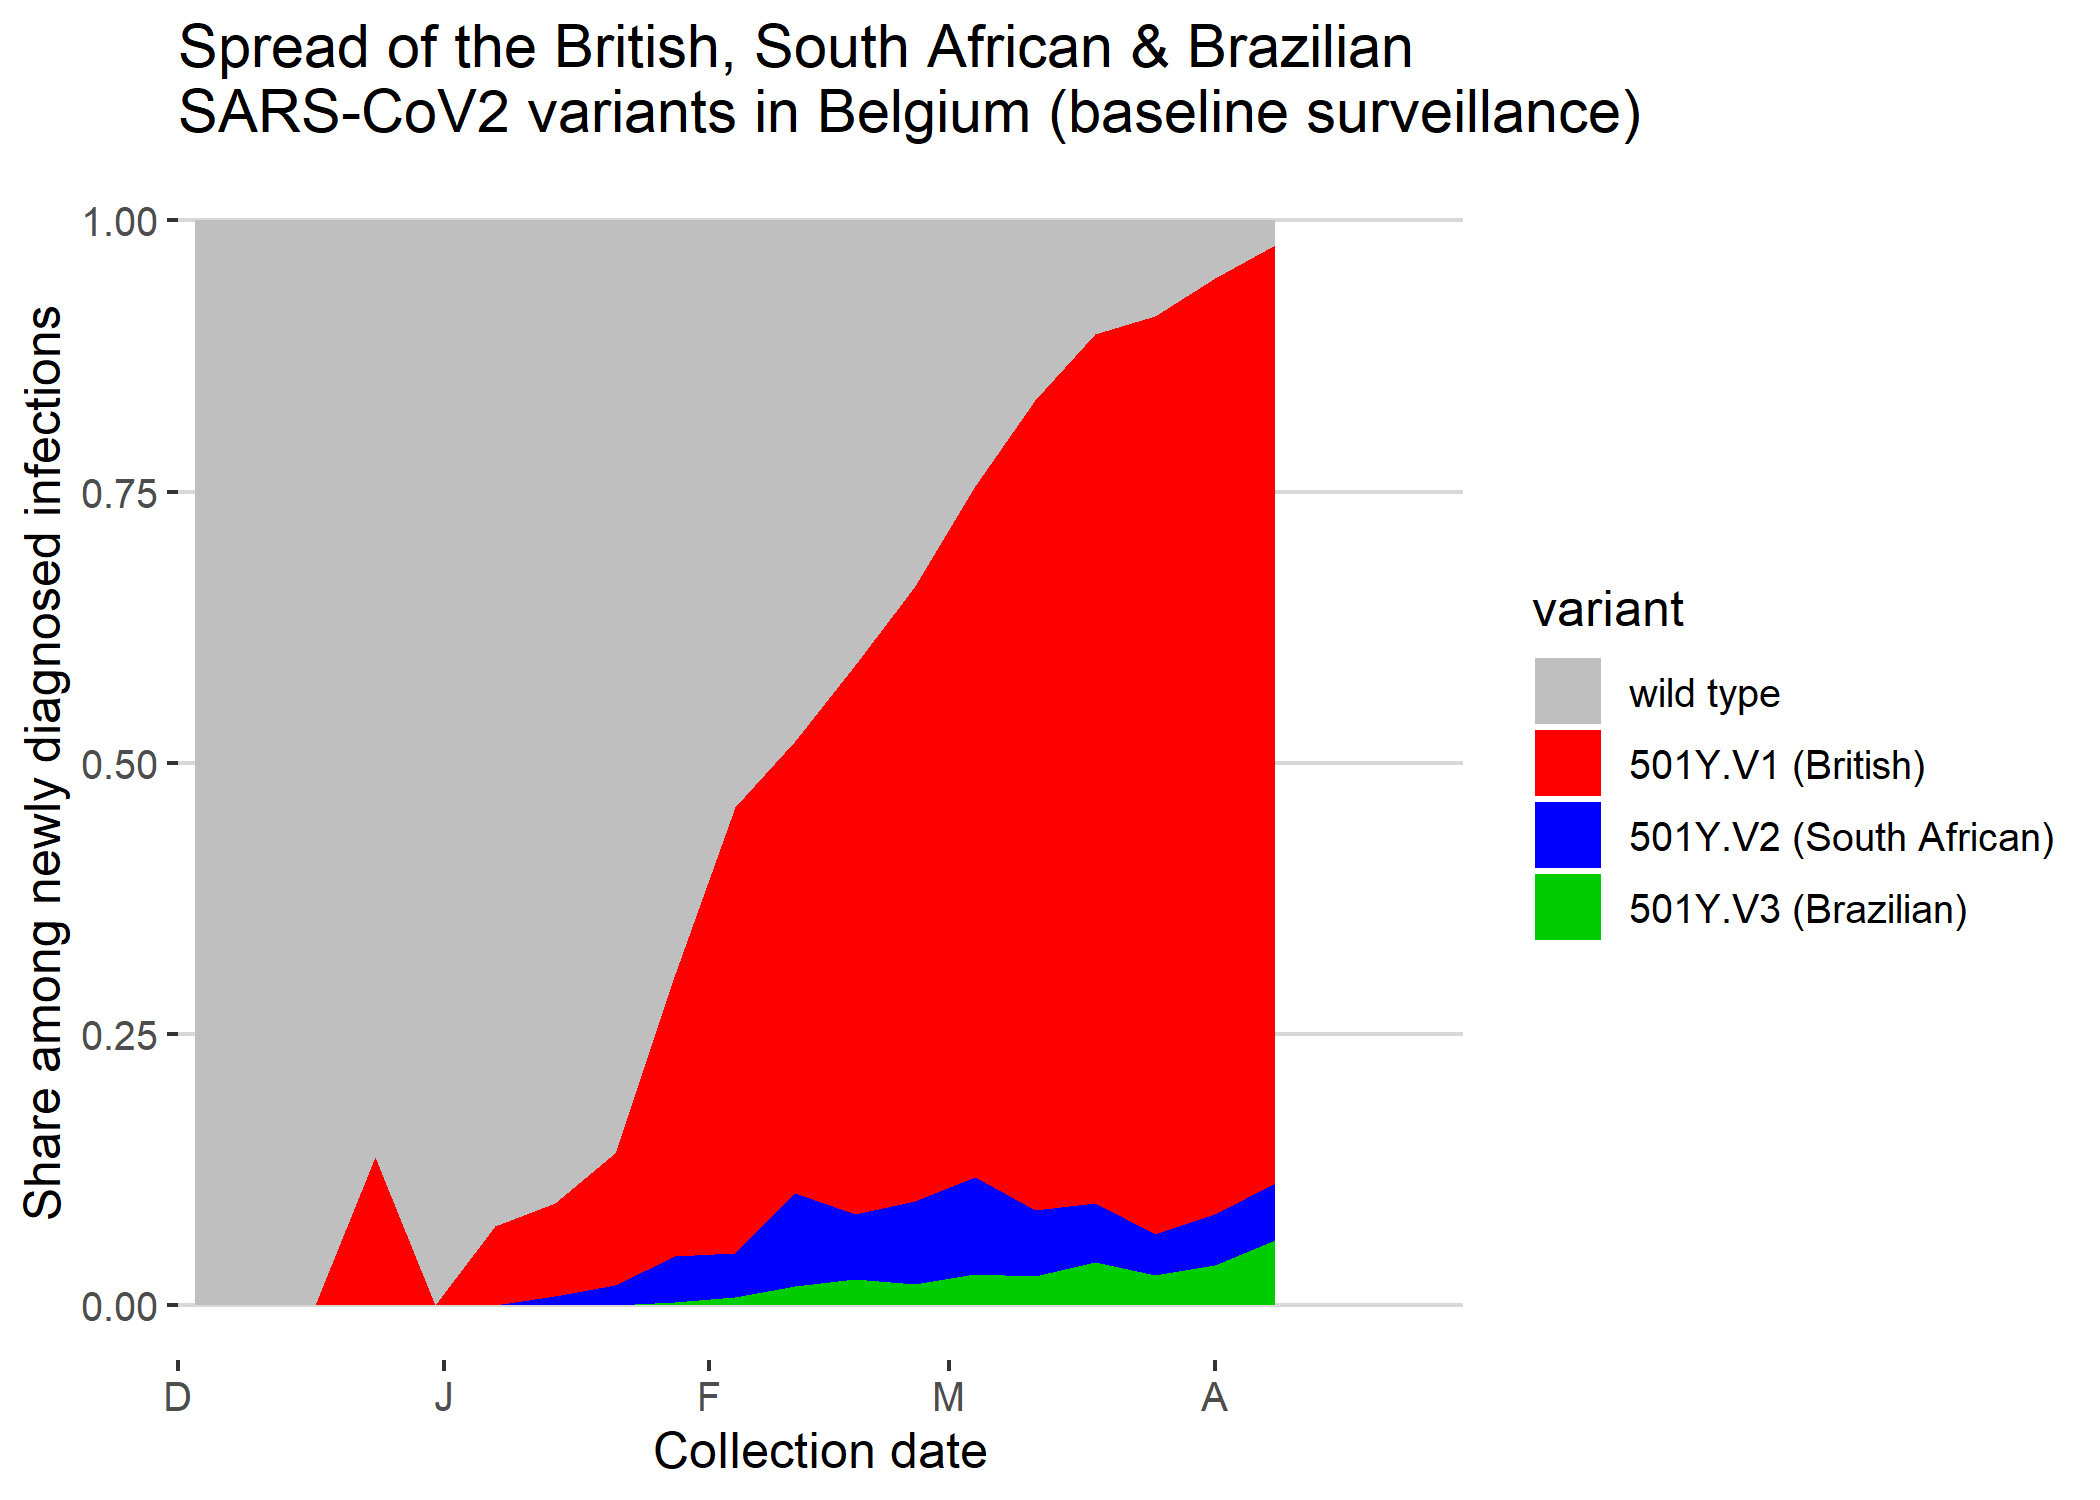 Spread of the British, South African & Brazilian
SARS-CoV2 variants in Belgium (baseline surveillance)
Share among newly diagnosed infections
1.00
0.75
0.50
0.25
0.00
D J F M A
Collection date
variant
wild type
501Y.V1 (British)
501Y.V2 (South African)
501Y.V3 (Brazilian)